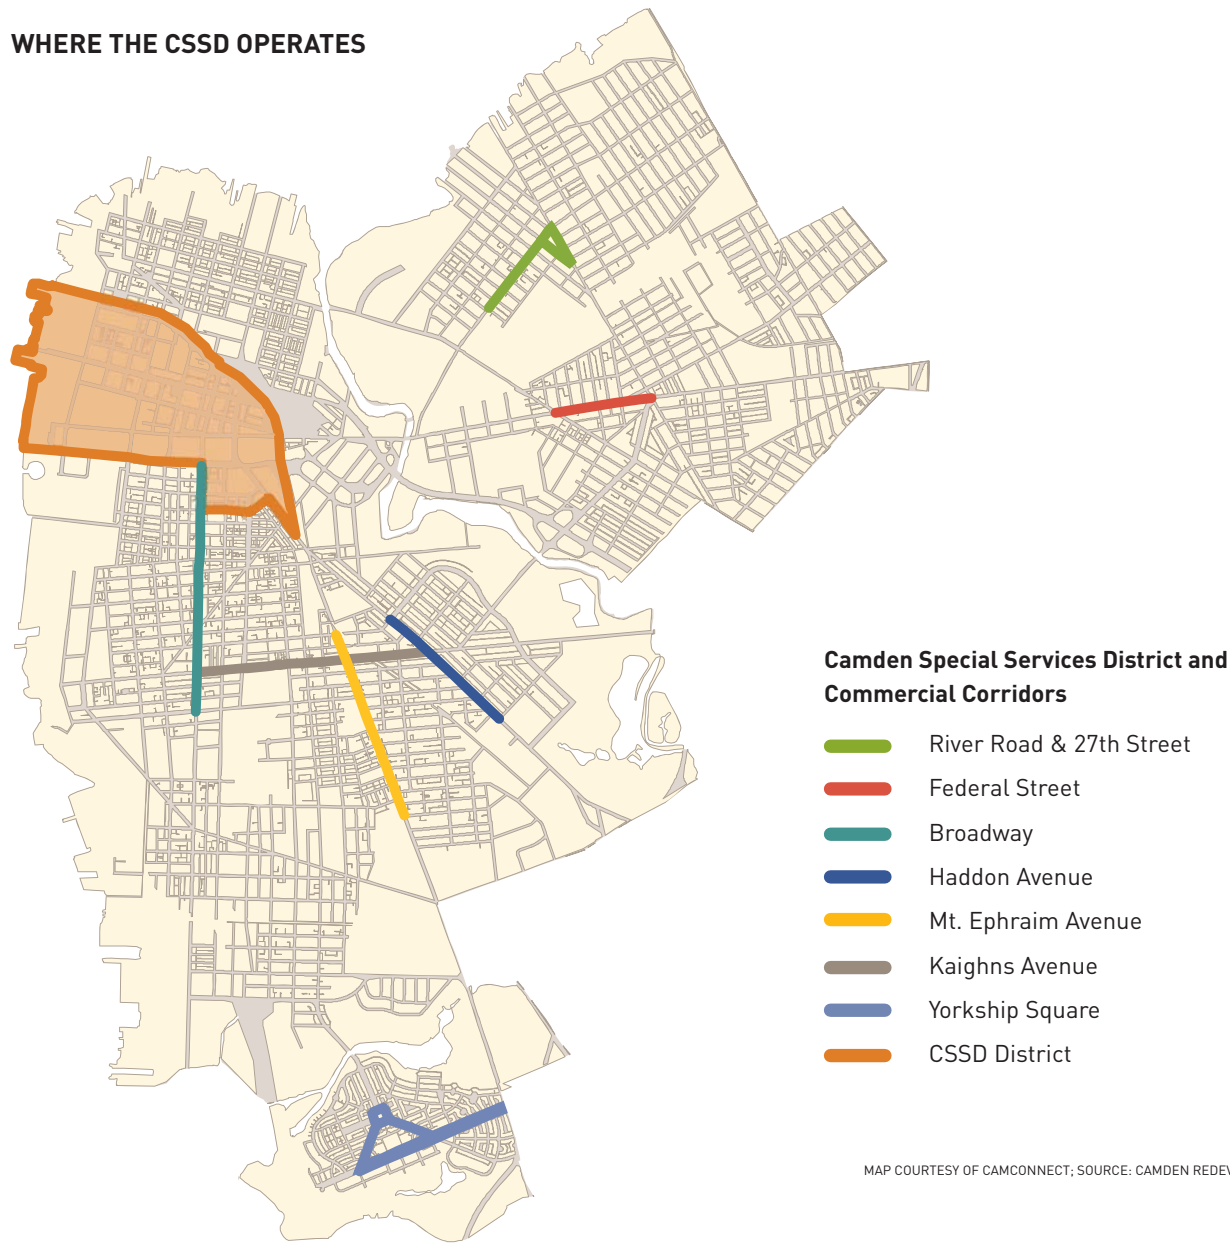 WHERE THE CSSD OPERATES
Camden Special Services District and
Commercial Corridors
River Road & 27th Street
Federal Street
Broadway
Haddon Avenue
Mt. Ephraim Avenue
Kaighns Avenue
Yorkship Square
CSSD District
MAP COURTESY OF CAMCONNECT; SOURCE: CAMDEN